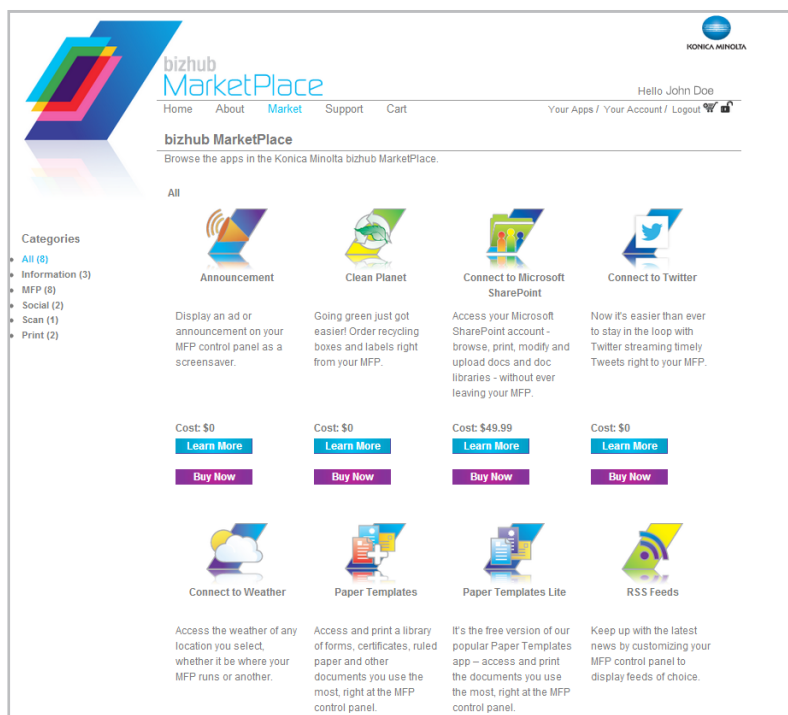 KONICA MINOLTA
bizhub
MarketPlace
Hello John Doe
Home About Market Support Cart
Your Apps / Your Account / Logout
bizhub MarketPlace
Browse the apps in the Konica Minolta bizhub MarketPlace.
All
Categories
All (8)
Information (3)
MFP (8)
Social (2)
Scan (1)
Print (2)
Announcement
Display an ad or
announcement on your
MFP control panel as a
screensaver.
Cost: $0
Learn More
Buy Now
Clean Planet
Going green just got
easier! Order recycling
boxes and labels right
from your MFP.
Cost: $0
Learn More
Buy Now
Connect to Microsoft
SharePoint
Access your Microsoft
SharePoint account -
browse, print, modify and
upload docs and doc
libraries - without ever
leaving your MFP.
Cost: $49.99
Learn More
Buy Now
Connect to Twitter
Now it's easier than ever
to stay in the loop with
Twitter streaming timely
Tweets right to your MFP.
Cost: $0
Learn More
Buy Now
Connect to Weather
Access the weather of any
location you select,
whether it be where your
MFP runs or another.
Paper Templates
Access and print a library
of forms, certificates, ruled
paper and other
documents you use the
most, right at the MFP
control panel.
Paper Templates Lite
It's the free version of our
popular Paper Templates
app – access and print
the documents you use
the most, right at the MFP
control panel.
RSS Feeds
Keep up with the latest
news by customizing your
MFP control panel to
display feeds of choice.